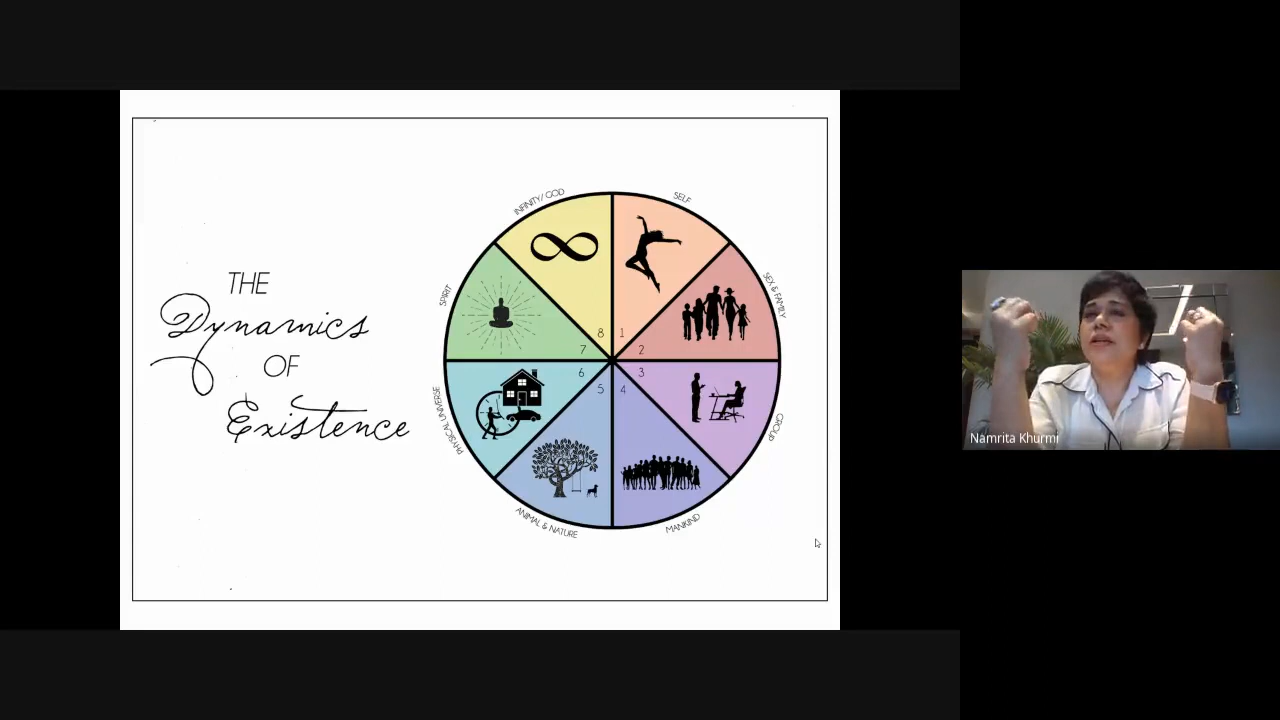 THE
Dynamics
OF
Existence
INFINITY/ GOD
SELF
SEX & FAMILY
GROUP
MANKIND
ANIMAL & NATURE
PHYSICAL UNIVERSE
SPIRIT
8 1
7 2
6 3
5 4
Namrita Khurmi